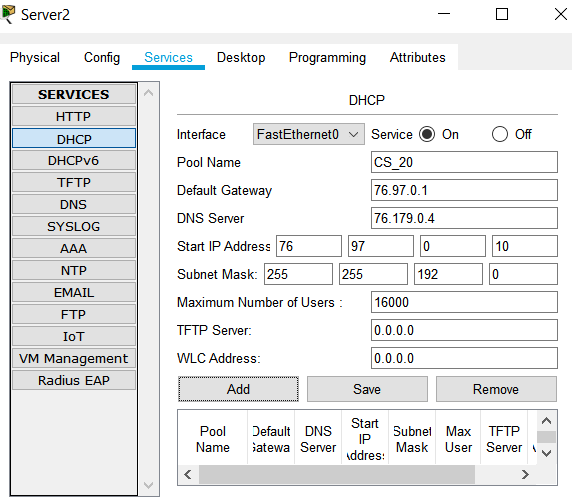 Server2
Physical Config Services Desktop Programming Attributes
SERVICES
HTTP
DHCP
DHCPv6
TFTP
DNS
SYSLOG
AAA
NTP
EMAIL
FTP
IoT
VM Management
Radius EAP
DHCP
Interface FastEthernet0 Service On Off
Pool Name CS_20
Default Gateway 76.97.0.1
DNS Server 76.179.0.4
Start IP Address 76 97 0 10
Subnet Mask: 255 255 192 0
Maximum Number of Users : 16000
TFTP Server: 0.0.0.0
WLC Address: 0.0.0.0
Add Save Remove
Pool Name
Default Gatewa
DNS Server
Start IP Addres
Subnet Mask
Max User
TFTP Server